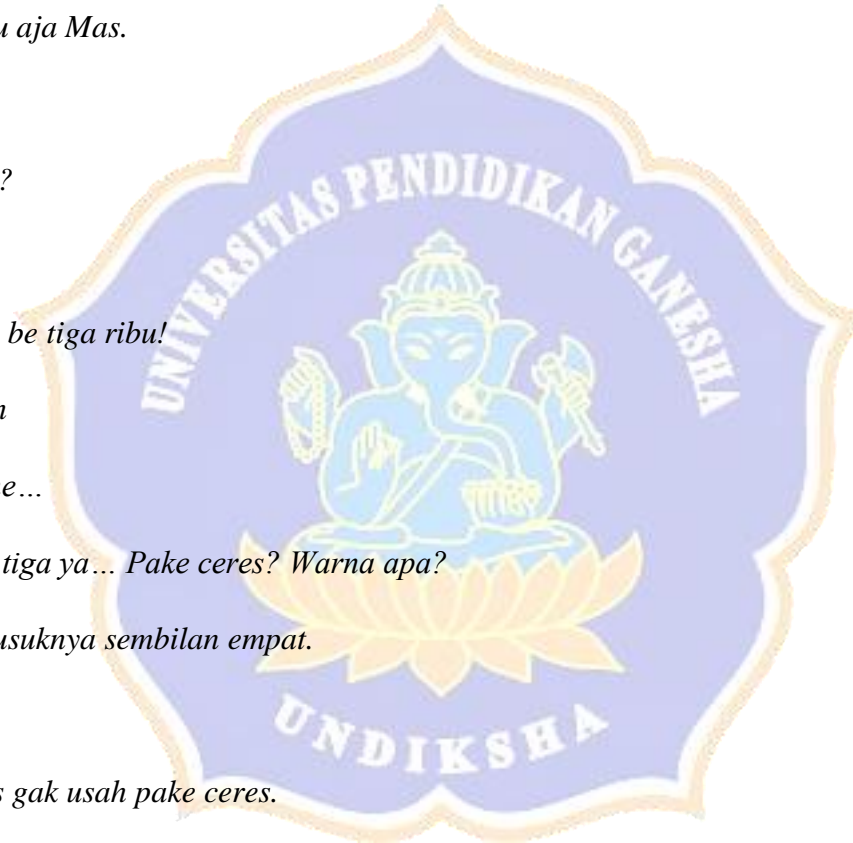 u aja Mas.
?
be tiga ribu!
n
e…
tiga ya… Pake ceres? Warna apa?
usuknya sembilan empat.
s gak usah pake ceres.
UNIVERSITAS PENDIDIKAN GANESHA
UNDIKSHA